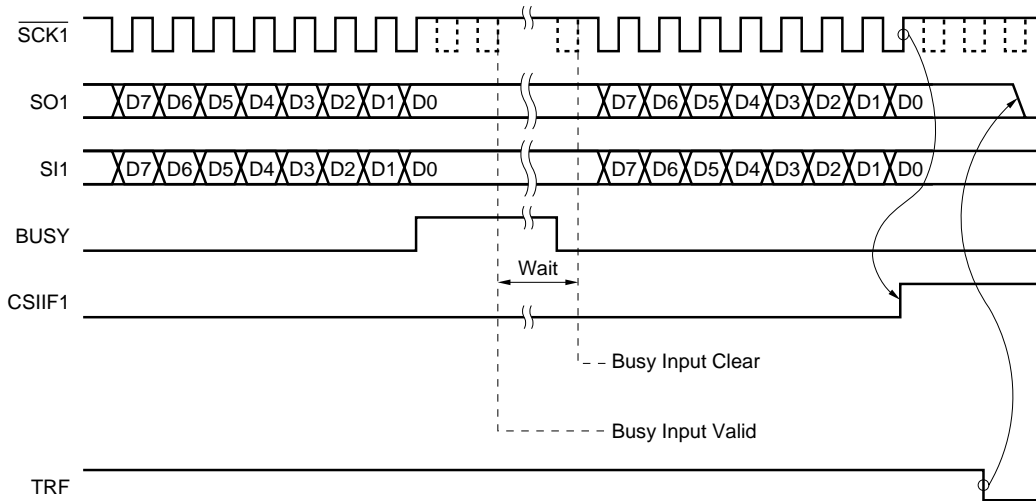 SCK1
SO1 D7 D6 D5 D4 D3 D2 D1 D0 D7 D6 D5 D4 D3 D2 D1 D0
SI1 D7 D6 D5 D4 D3 D2 D1 D0 D7 D6 D5 D4 D3 D2 D1 D0
BUSY
Wait
CSIIF1
Busy Input Clear
Busy Input Valid
TRF